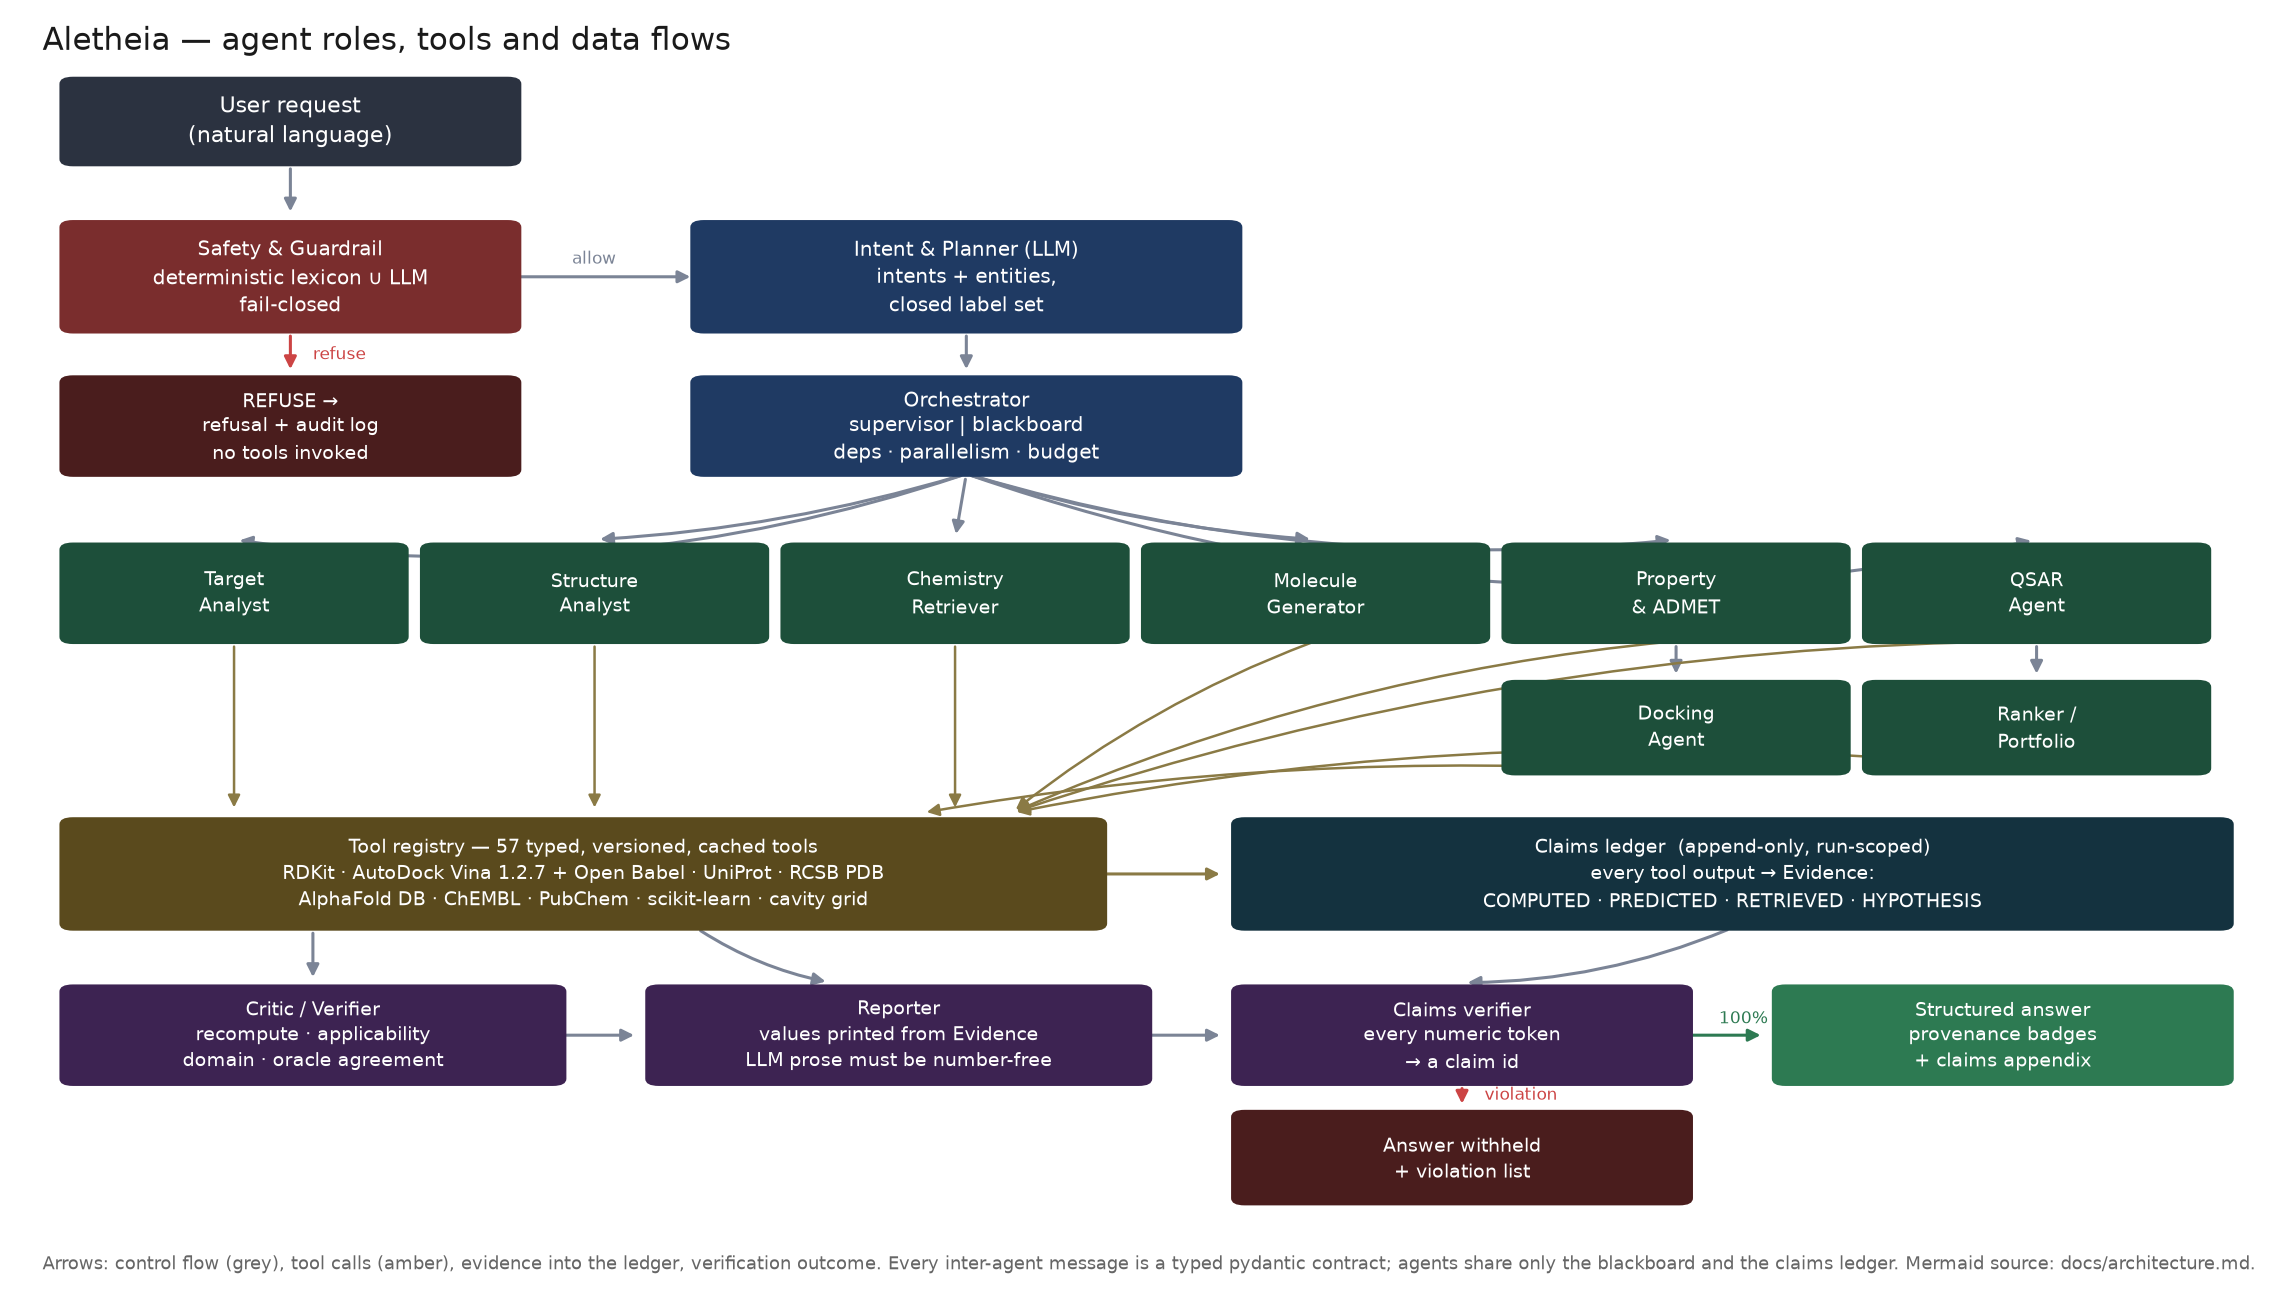 Aletheia — agent roles, tools and data flows
User request
(natural language)
Safety & Guardrail
deterministic lexicon ∪ LLM
fail-closed
allow
Intent & Planner (LLM)
intents + entities,
closed label set
refuse
REFUSE →
refusal + audit log
no tools invoked
Orchestrator
supervisor | blackboard
deps · parallelism · budget
Target
Analyst
Structure
Analyst
Chemistry
Retriever
Molecule
Generator
Property
& ADMET
QSAR
Agent
Docking
Agent
Ranker /
Portfolio
Tool registry — 57 typed, versioned, cached tools
RDKit · AutoDock Vina 1.2.7 + Open Babel · UniProt · RCSB PDB
AlphaFold DB · ChEMBL · PubChem · scikit-learn · cavity grid
Claims ledger (append-only, run-scoped)
every tool output → Evidence:
COMPUTED · PREDICTED · RETRIEVED · HYPOTHESIS
Critic / Verifier
recompute · applicability
domain · oracle agreement
Reporter
values printed from Evidence
LLM prose must be number-free
Claims verifier
every numeric token
→ a claim id
100%
Structured answer
provenance badges
+ claims appendix
violation
Answer withheld
+ violation list
Arrows: control flow (grey), tool calls (amber), evidence into the ledger, verification outcome. Every inter-agent message is a typed pydantic contract; agents share only the blackboard and the claims ledger. Mermaid source: docs/architecture.md.